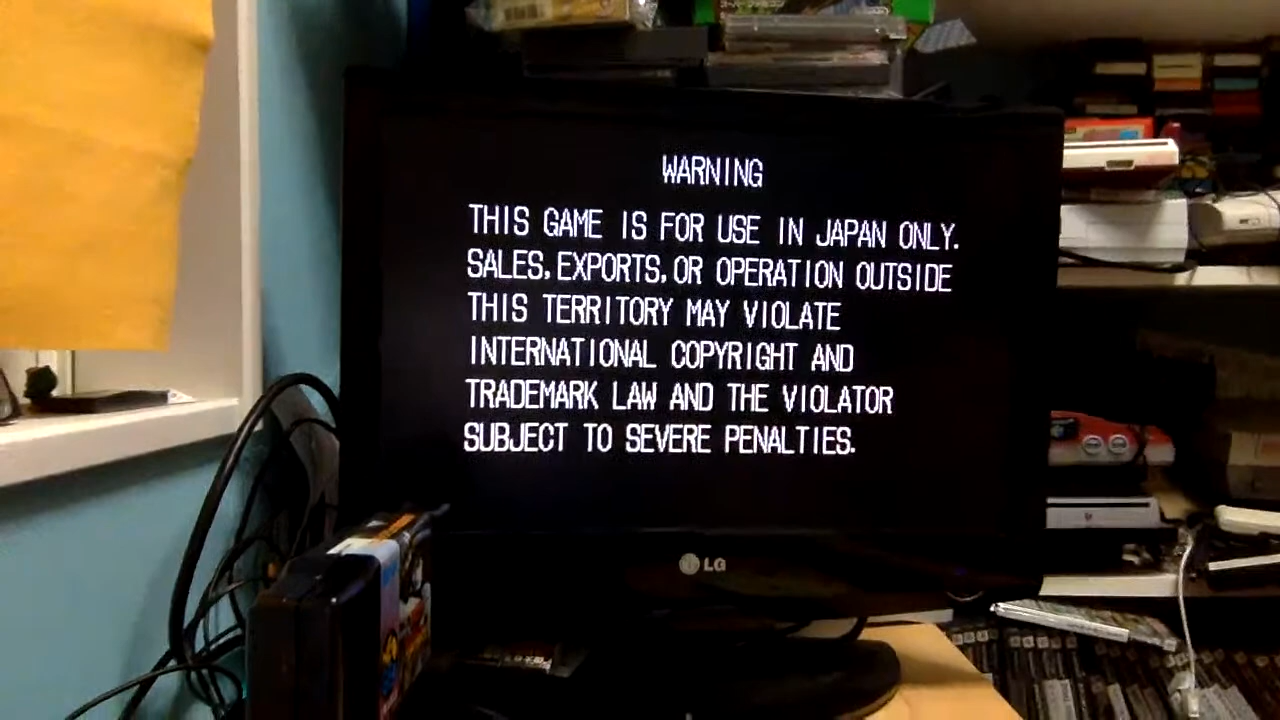 WARNING
THIS GAME IS FOR USE IN JAPAN ONLY.
SALES, EXPORTS, OR OPERATION OUTSIDE
THIS TERRITORY MAY VIOLATE
INTERNATIONAL COPYRIGHT AND
TRADEMARK LAW AND THE VIOLATOR
SUBJECT TO SEVERE PENALTIES.
LG